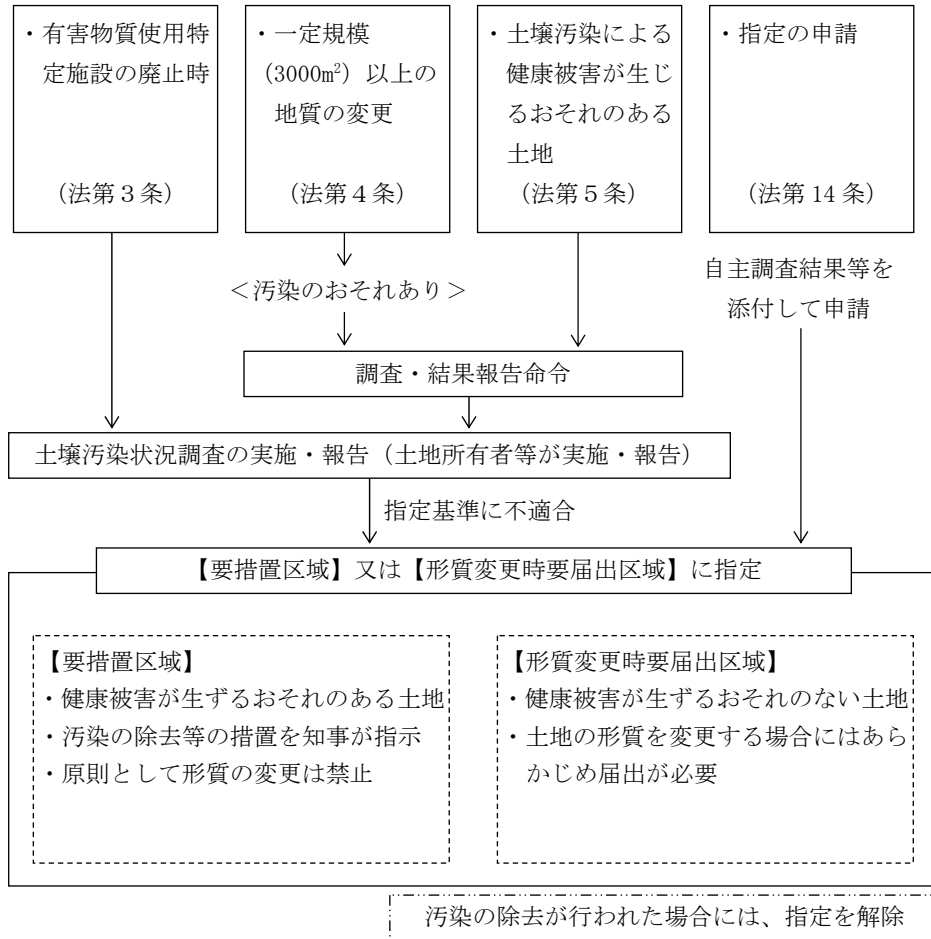 ・有害物質使用特
定施設の廃止時
(法第３条)
・一定規模
(3000m²) 以上の
地質の変更
(法第４条)
・土壌汚染による
健康被害が生じ
るおそれのある
土地
(法第５条)
・指定の申請
(法第 14 条)
＜汚染のおそれあり＞
自主調査結果等を
添付して申請
調査・結果報告命令
土壌汚染状況調査の実施・報告（土地所有者等が実施・報告）
指定基準に不適合
【要措置区域】又は【形質変更時要届出区域】に指定
【要措置区域】
・健康被害が生ずるおそれのある土地
・汚染の除去等の措置を知事が指示
・原則として形質の変更は禁止
【形質変更時要届出区域】
・健康被害が生ずるおそれのない土地
・土地の形質を変更する場合にはあら
かじめ届出が必要
汚染の除去が行われた場合には、指定を解除